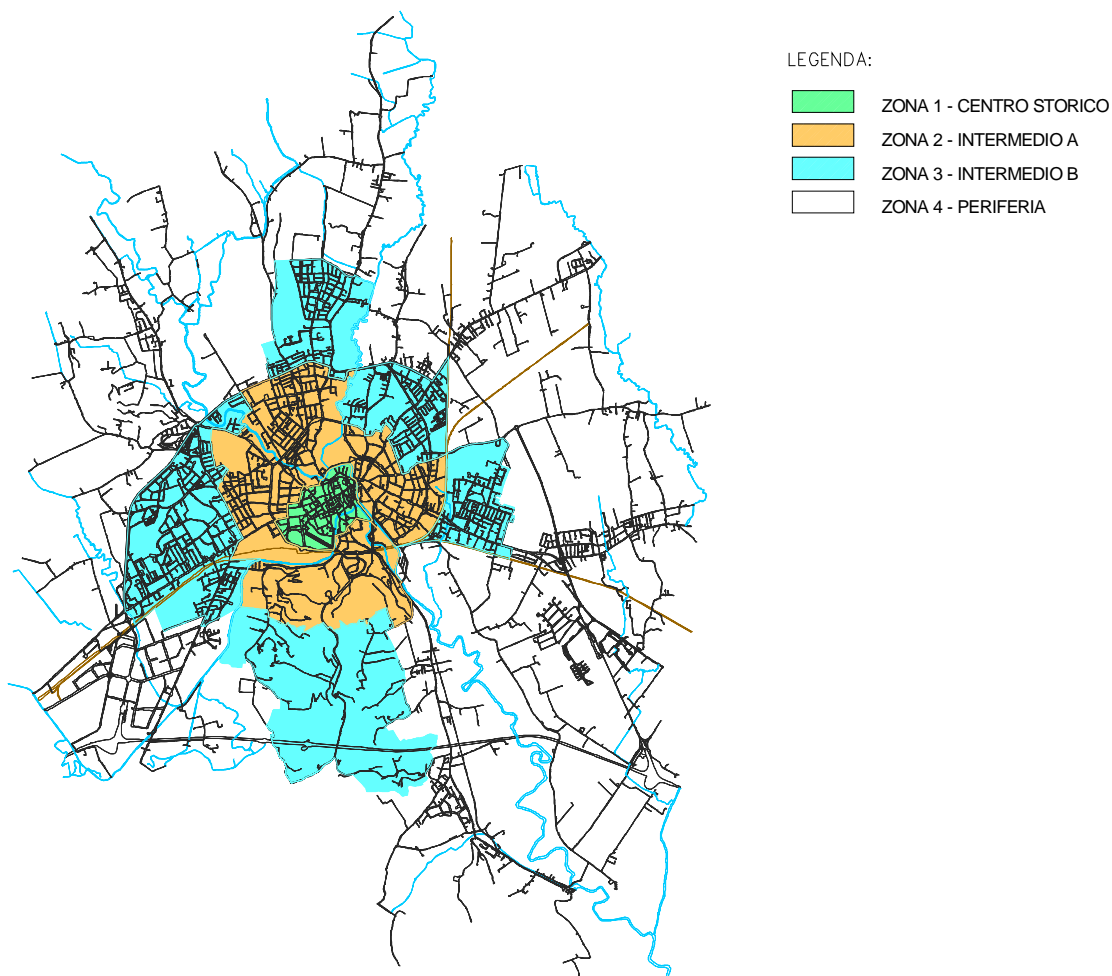 LEGENDA:
ZONA 1 - CENTRO STORICO
ZONA 2 - INTERMEDIO A
ZONA 3 - INTERMEDIO B
ZONA 4 - PERIFERIA